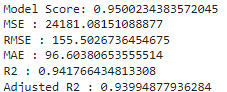 Model Score: 0.9500234383572045
MSE : 24181.08151088877
RMSE : 155.5026736454675
MAE : 96.60380653555514
R2 : 0.941766434813308
Adjusted R2 : 0.93994877936284